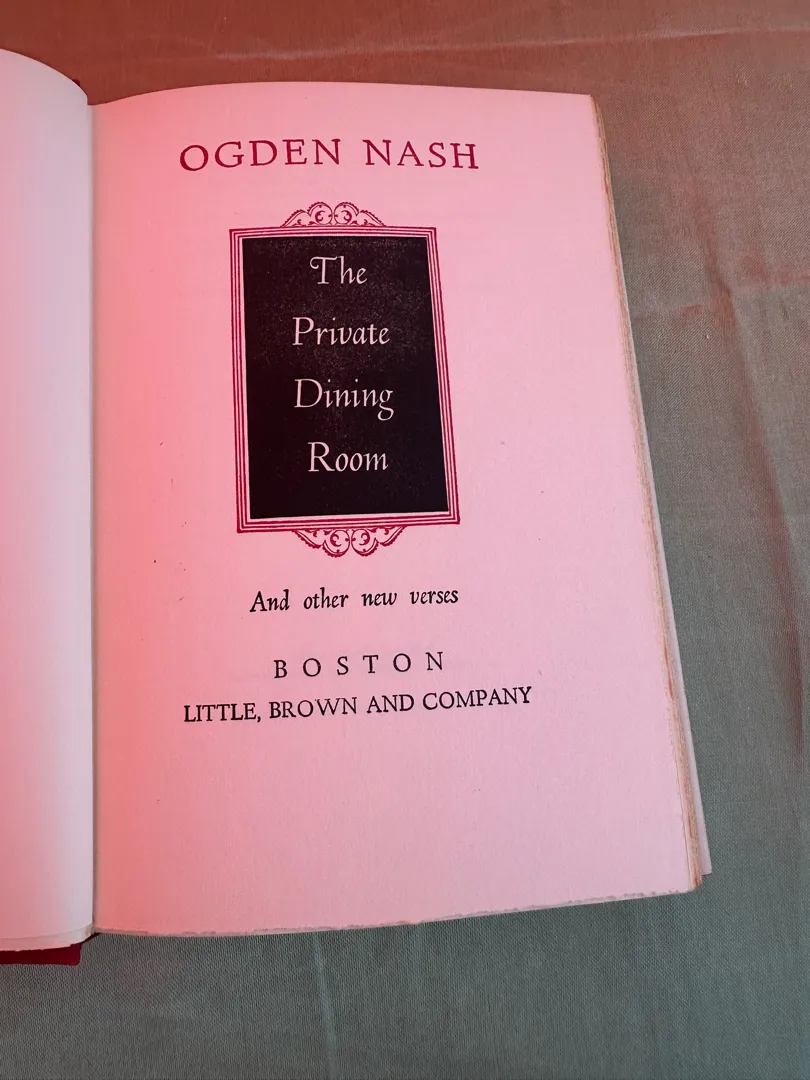 OGDEN NASH
The
Private
Dining
Room
And other new verses
BOSTON
LITTLE, BROWN AND COMPANY